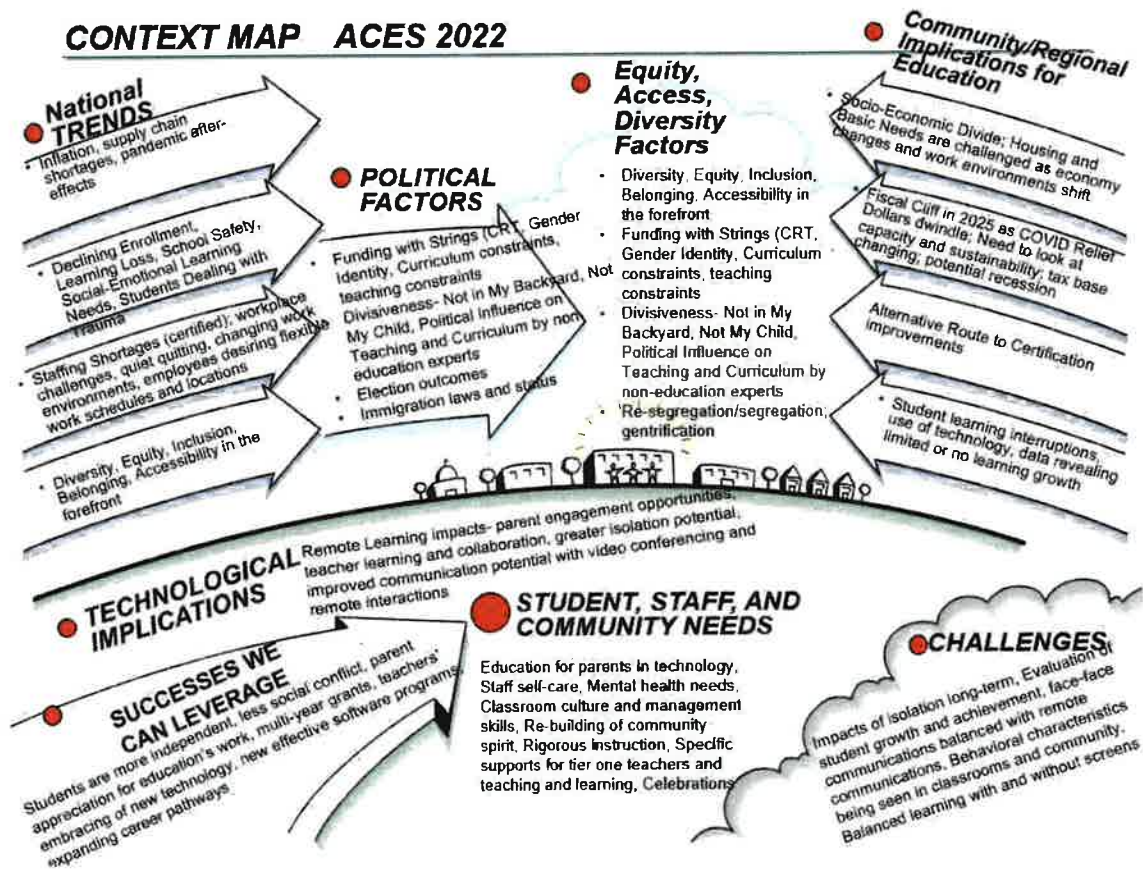 CONTEXT MAP ACES 2022
National
TRENDS
• Inflation, supply chain
shortages, pandemic after-
effects
• Declining Enrollment,
Learning Loss, School Safety,
Social-Emotional Learning
Needs, Students Dealing with
Trauma
• Staffing Shortages (certified); workplace
challenges, quiet quitting, changing work
environments, employees desiring flexible
work schedules and locations
• Diversity, Equity, Inclusion,
Belonging, Accessibility in the
forefront
POLITICAL
FACTORS
• Funding with Strings (CRT, Gender
Identity, Curriculum constraints,
teaching constraints
• Divisiveness- Not in My Backyard, Not
My Child, Political Influence on
Teaching and Curriculum by non
education experts
• Election outcomes
• Immigration laws and status
Equity,
Access,
Diversity
Factors
• Diversity, Equity, Inclusion,
Belonging, Accessibility in
the forefront
• Funding with Strings (CRT,
Gender Identity, Curriculum
constraints, teaching
constraints
• Divisiveness- Not in My
Backyard, Not My Child,
Political Influence on
Teaching and Curriculum by
non-education experts
• Re-segregation/segregation;
gentrification
Community/Regional
Implications for
Education
• Socio-Economic Divide; Housing and
Basic Needs are challenged as economy
changes and work environments shift
Fiscal Cliff in 2025 as COVID Relief
Dollars dwindle; Need to look at
capacity and sustainability; tax base
changing; potential recession
Alternative Route to Certification
improvements
• Student learning interruptions,
use of technology, data revealing
limited or no learning growth
TECHNOLOGICAL
IMPLICATIONS
Remote Learning impacts- parent engagement opportunities,
teacher learning and collaboration, greater isolation potential,
improved communication potential with video conferencing and
remote interactions
SUCCESSES WE
CAN LEVERAGE
Students are more independent, less social conflict, parent
appreciation for education's work, multi-year grants, teachers'
embracing of new technology, new effective software programs,
expanding career pathways
STUDENT, STAFF, AND
COMMUNITY NEEDS
Education for parents in technology,
Staff self-care, Mental health needs,
Classroom culture and management
skills, Re-building of community
spirit, Rigorous Instruction, Specific
supports for tier one teachers and
teaching and learning, Celebrations
CHALLENGES
Impacts of isolation long-term, Evaluation of
student growth and achievement, face-face
communications balanced with remote
communications, Behavioral characteristics
being seen in classrooms and community,
Balanced learning with and without screens